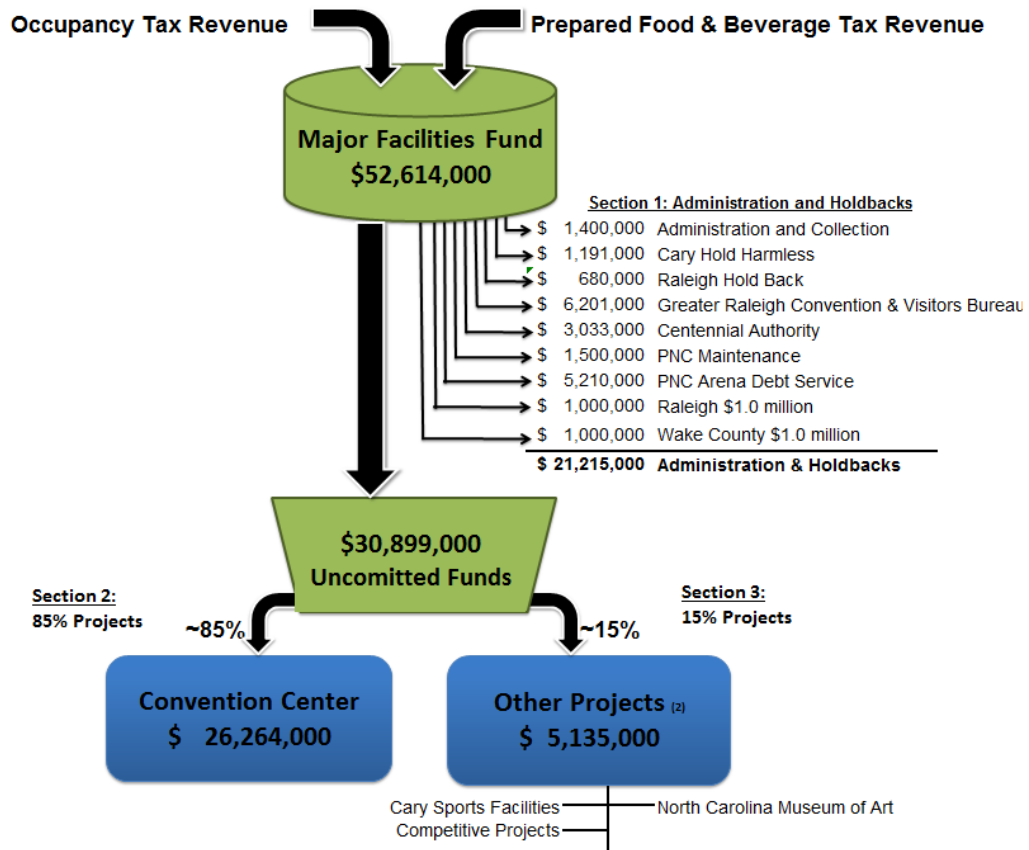 Occupancy Tax Revenue
Prepared Food & Beverage Tax Revenue
Major Facilities Fund
$52,614,000
Section 1: Administration and Holdbacks
$ 1,400,000 Administration and Collection
$ 1,191,000 Cary Hold Harmless
$ 680,000 Raleigh Hold Back
$ 6,201,000 Greater Raleigh Convention & Visitors Bureau
$ 3,033,000 Centennial Authority
$ 1,500,000 PNC Maintenance
$ 5,210,000 PNC Arena Debt Service
$ 1,000,000 Raleigh $1.0 million
$ 1,000,000 Wake County $1.0 million
$ 21,215,000 Administration & Holdbacks
$30,899,000
Uncomitted Funds
Section 2:
85% Projects
~85%
Section 3:
15% Projects
~15%
Convention Center
$ 26,264,000
Other Projects (2)
$ 5,135,000
Cary Sports Facilities
North Carolina Museum of Art
Competitive Projects